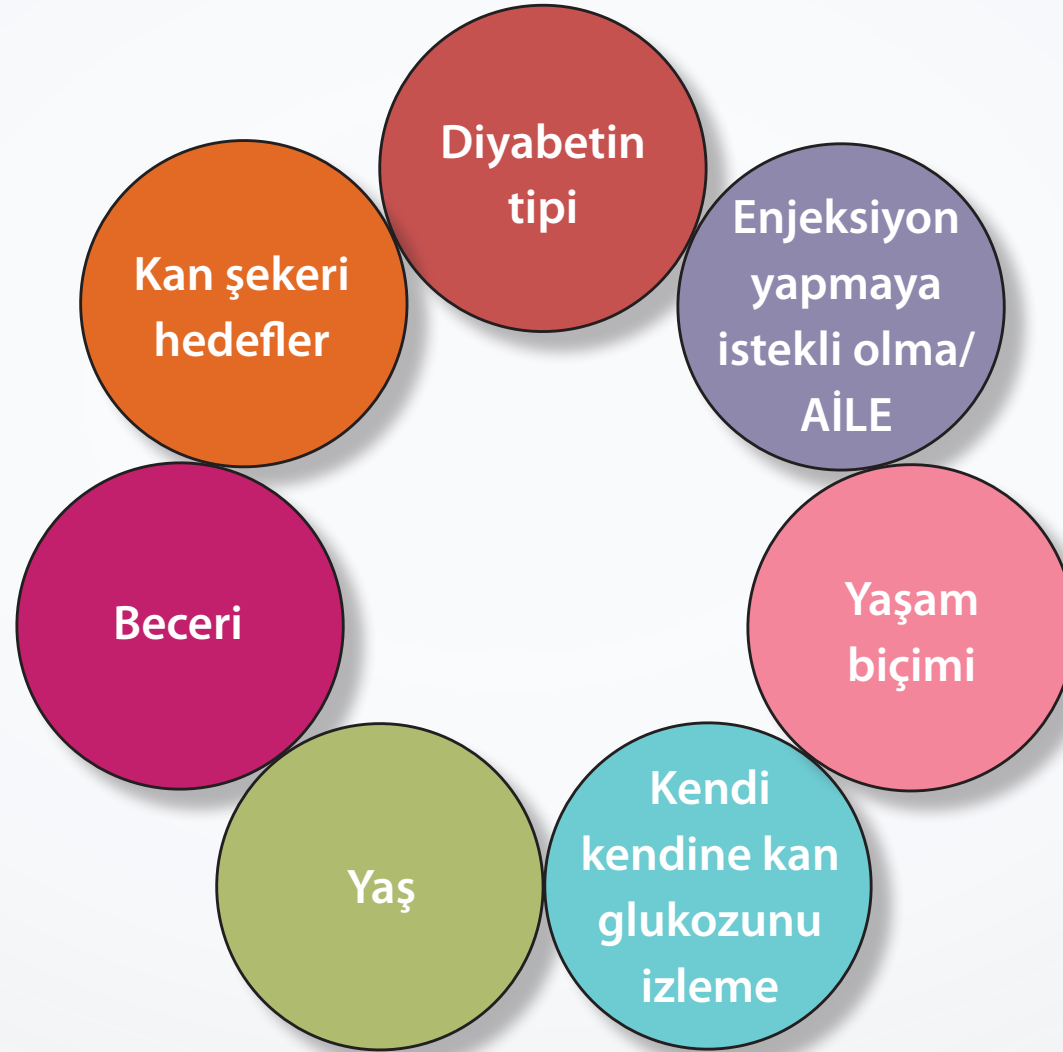 Diyabetin
tipi
Enjeksiyon
yapmaya
istekli olma/
AİLE
Yaşam
biçimi
Kendi
kendine kan
glukozunu
izleme
Yaş
Beceri
Kan şekeri
hedefler